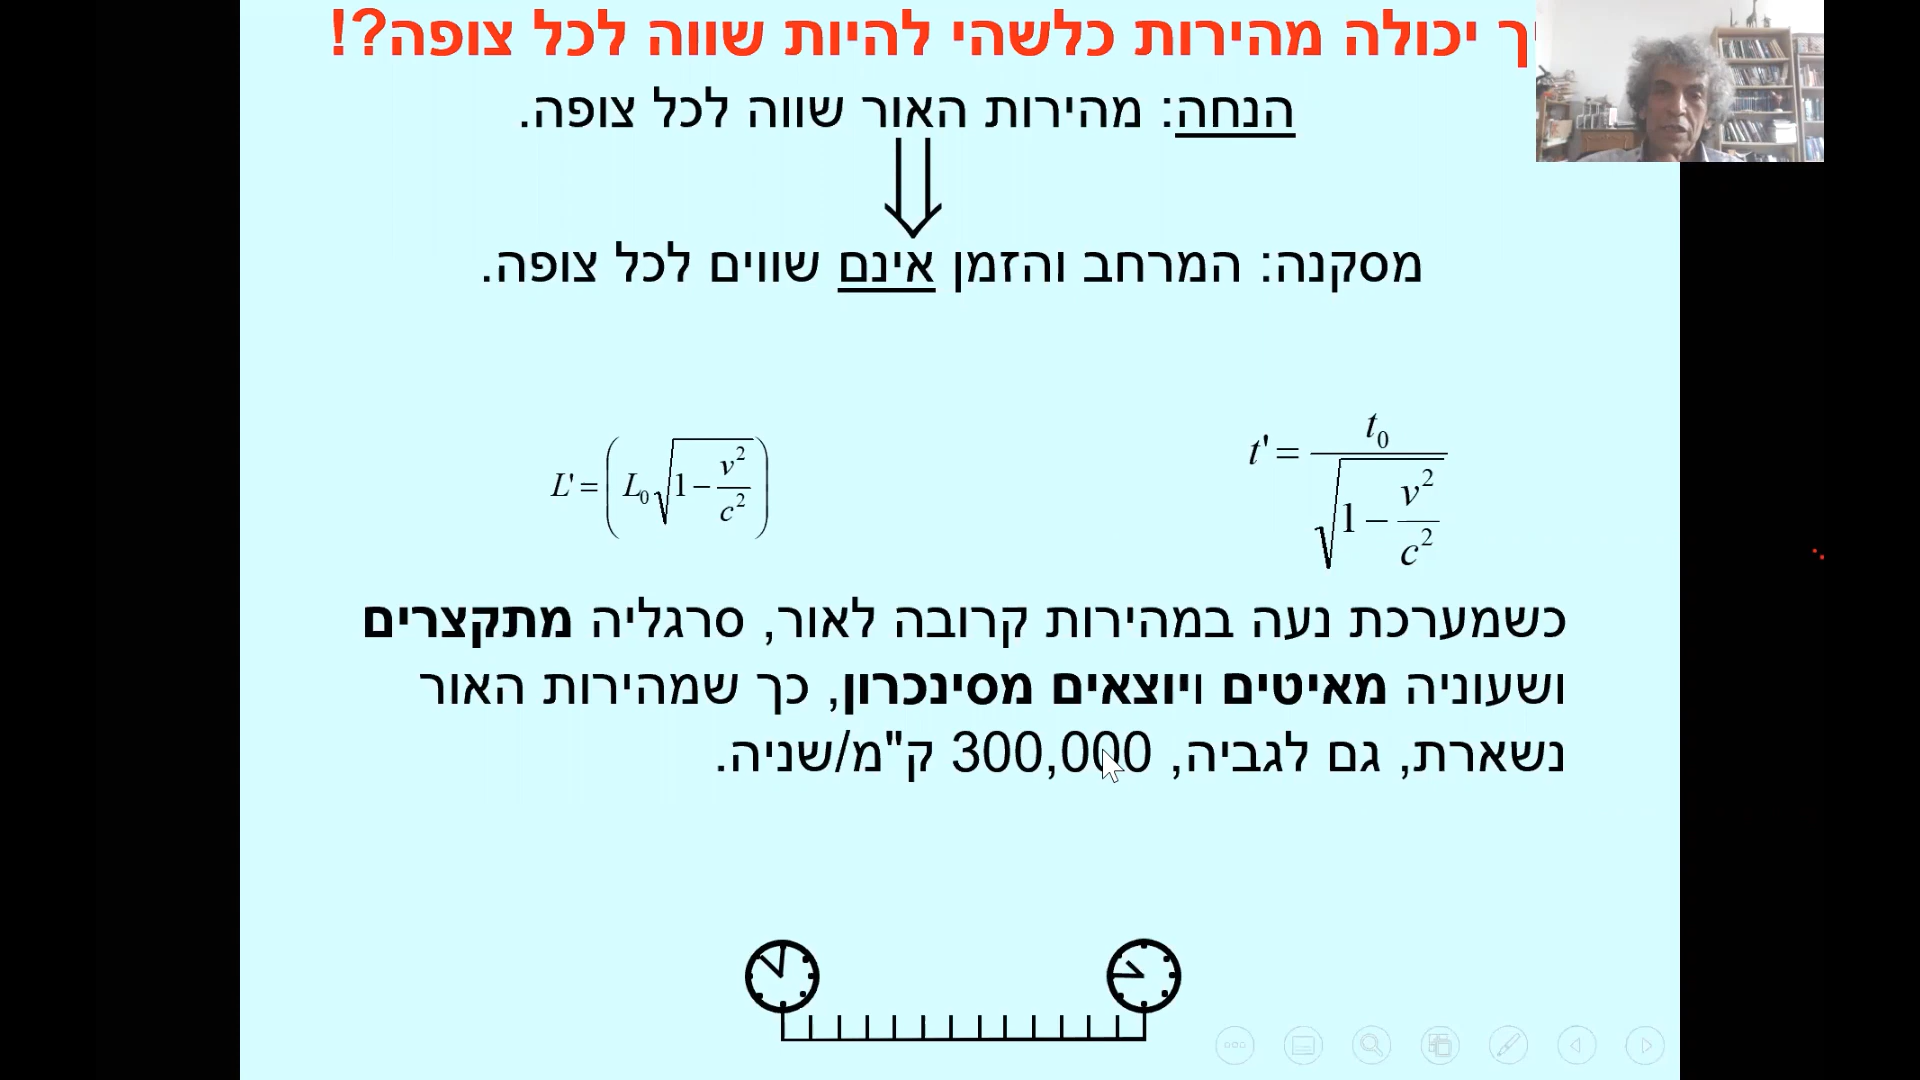 יכולה מהירות כלשהי להיות שווה לכל צופה?!
הנחה: מהירות האור שווה לכל צופה.
מסקנה: המרחב והזמן אינם שווים לכל צופה.
L' = (L₀√(1 − v²/c²))
t' = t₀ / √(1 − v²/c²)
כשמערכת נעה במהירות קרובה לאור, סרגליה מתקצרים
ושעוניה מאיטים ויוצאים מסינכרון, כך שמהירות האור
נשארת, גם לגביה, 300,000 ק"מ/שניה.